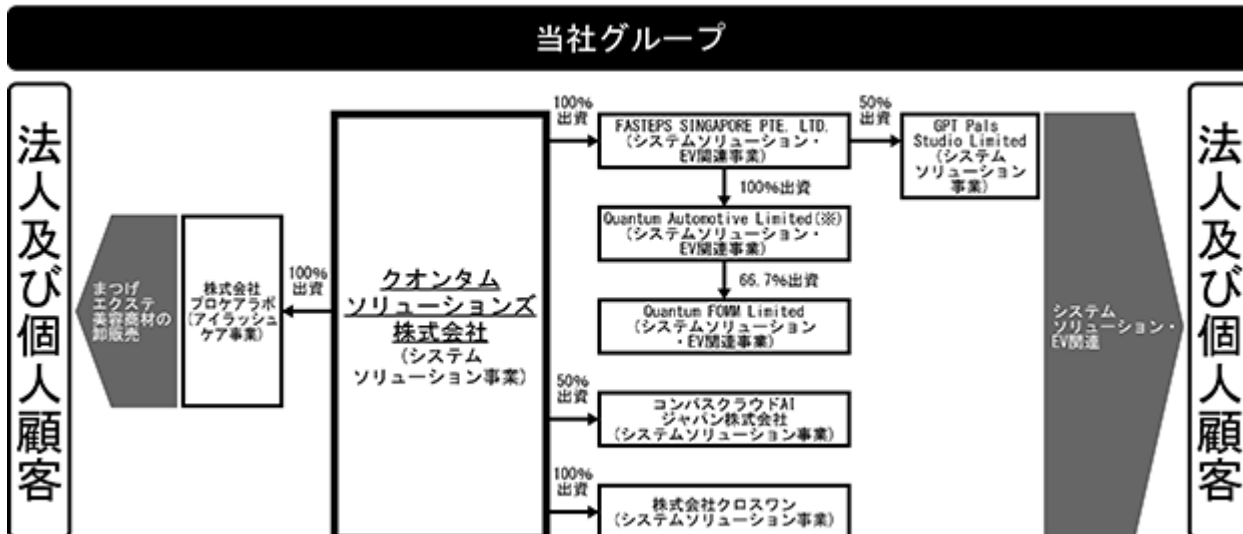 当社グループ
法人及び個人顧客
まつげ
エクステ
美容商材の
卸販売
株式会社
プロケアラボ
(アイラッシュ
ケア事業)
100%
出資
クオンタム
ソリューションズ
株式会社
(システム
ソリューション事業)
100%
出資
FASTEPS SINGAPORE PTE. LTD.
(システムソリューション・
EV関連事業)
50%
出資
GPT Pals
Studio Limited
(システム
ソリューション
事業)
100%出資
Quantum Automotive Limited(※)
(システムソリューション・
EV関連事業)
66.7%出資
Quantum FOMM Limited
(システムソリューション
・EV関連事業)
50%
出資
コンパスクラウドAI
ジャパン株式会社
(システムソリューション事業)
100%
出資
株式会社クロスワン
(システムソリューション事業)
システム
ソリューション・
EV関連
法人及び個人顧客